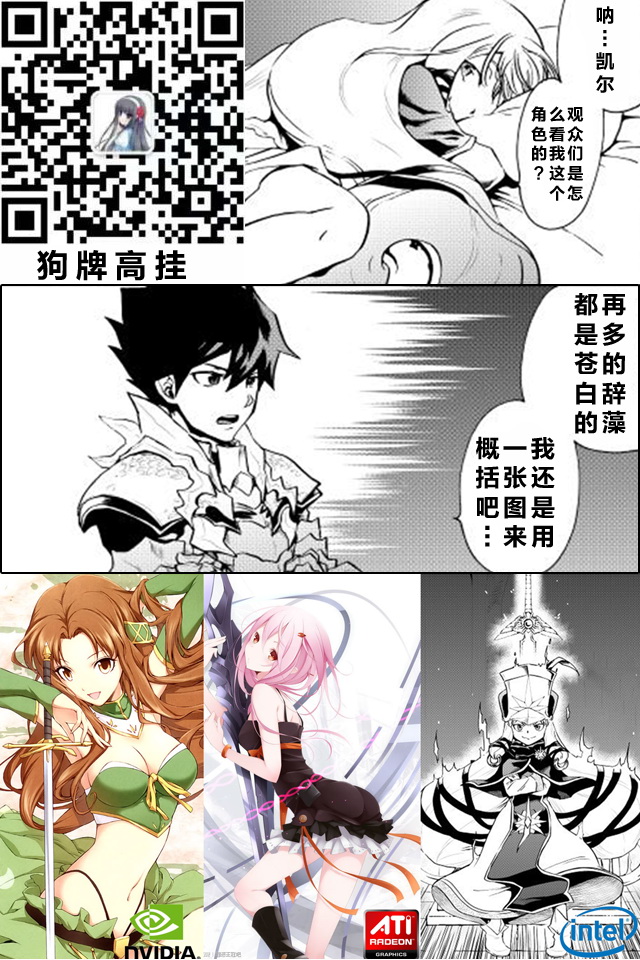 狗牌高挂
呐…凯尔
观众们是怎
么看我这个
角色的？
再多的辞藻
都是苍白的
我还是用
一张图来
概括吧…
NVIDIA
ATI
RADEON
GRAPHICS
intel